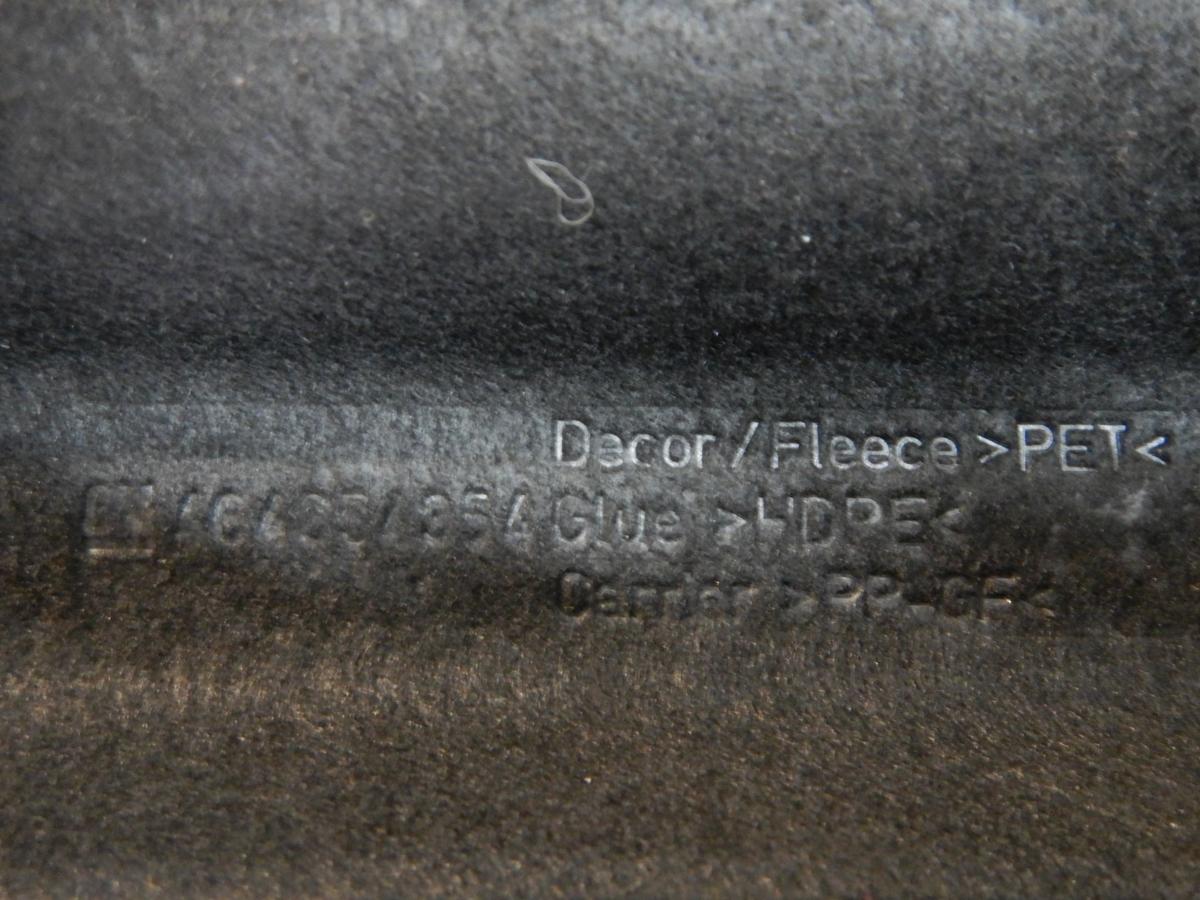 Decor/Fleece >PET<
Glue >HDPE<
Carrier >PP-GF<